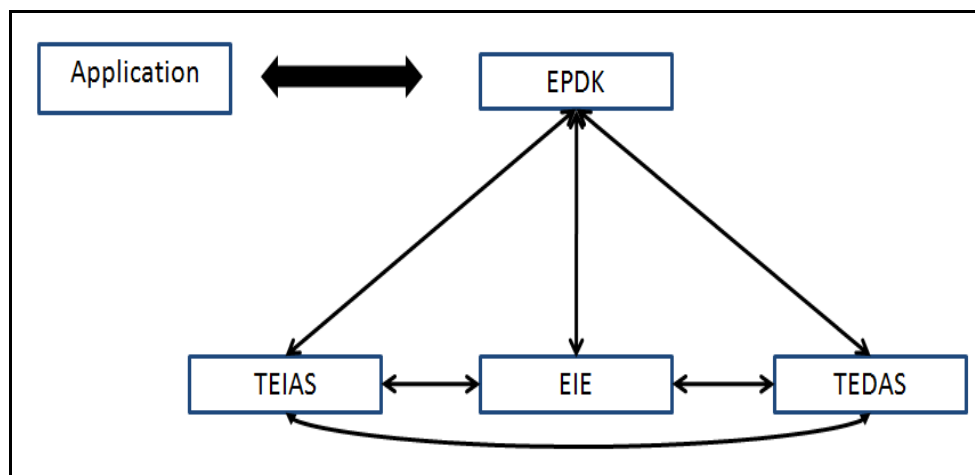 Application
EPDK
TEIAS
EIE
TEDAS